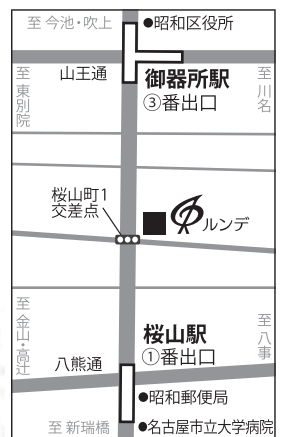 至 今池・吹上
●昭和区役所
山王通
御器所駅
③番出口
至 東別院
至 川名
桜山町1
交差点
ルンデ
至 金山・高辻
桜山駅
①番出口
至 八事
八熊通
●昭和郵便局
至 新瑞橋
●名古屋市立大学病院